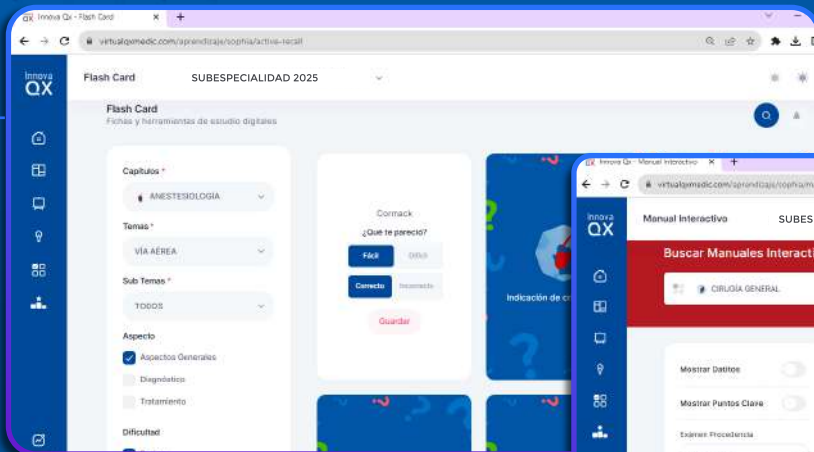 Innova Qx - Flash Card
virtualqxmedic.com/aprendizaje/sophia/active-recall
Innova
QX
Flash Card
SUBESPECIALIDAD 2025
Flash Card
Fichas y herramientas de estudio digitales
Capítulos *
ANESTESIOLOGÍA
Temas *
VÍA AÉREA
Sub Temas *
TODOS
Aspecto
Aspectos Generales
Diagnóstico
Tratamiento
Dificultad
Cormack
¿Qué te pareció?
Fácil
Difícil
Correcto
Incorrecto
Guardar
Indicación de
Innova Qx - Manual Interactivo
virtualqxmedic.com/aprendizaje/sophia/
Innova
QX
Manual Interactivo
SUBES
Buscar Manuales Interacti
CIRUGÍA GENERAL
Mostrar Datitos
Mostrar Puntos Clave
Exámen Procedencia